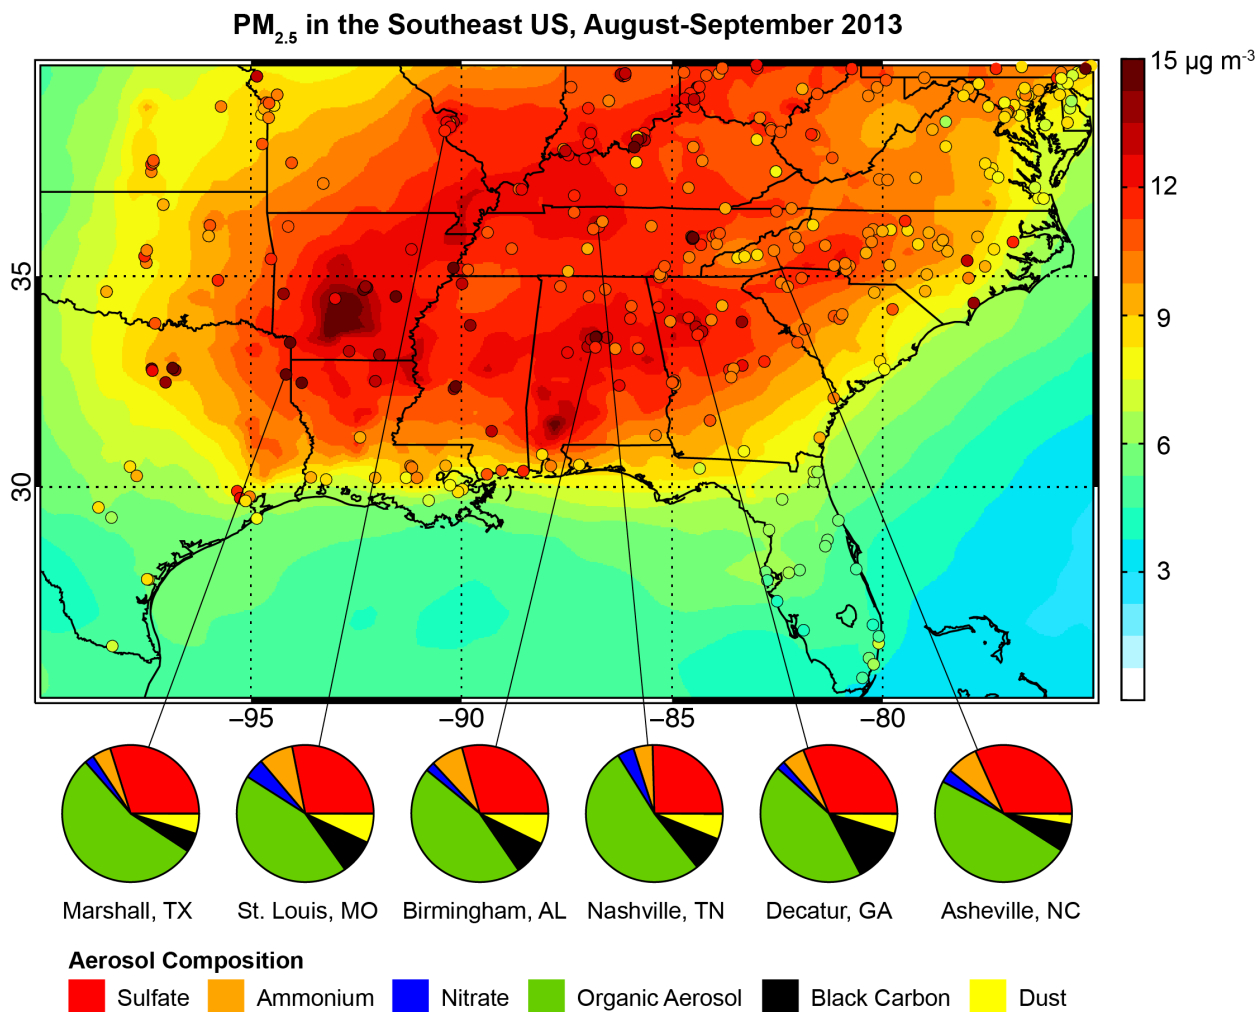 PM2.5 in the Southeast US, August-September 2013
15 µg m-3
12
9
6
3
35
30
−95
−90
−85
−80
Marshall, TX
St. Louis, MO
Birmingham, AL
Nashville, TN
Decatur, GA
Asheville, NC
Aerosol Composition
Sulfate
Ammonium
Nitrate
Organic Aerosol
Black Carbon
Dust